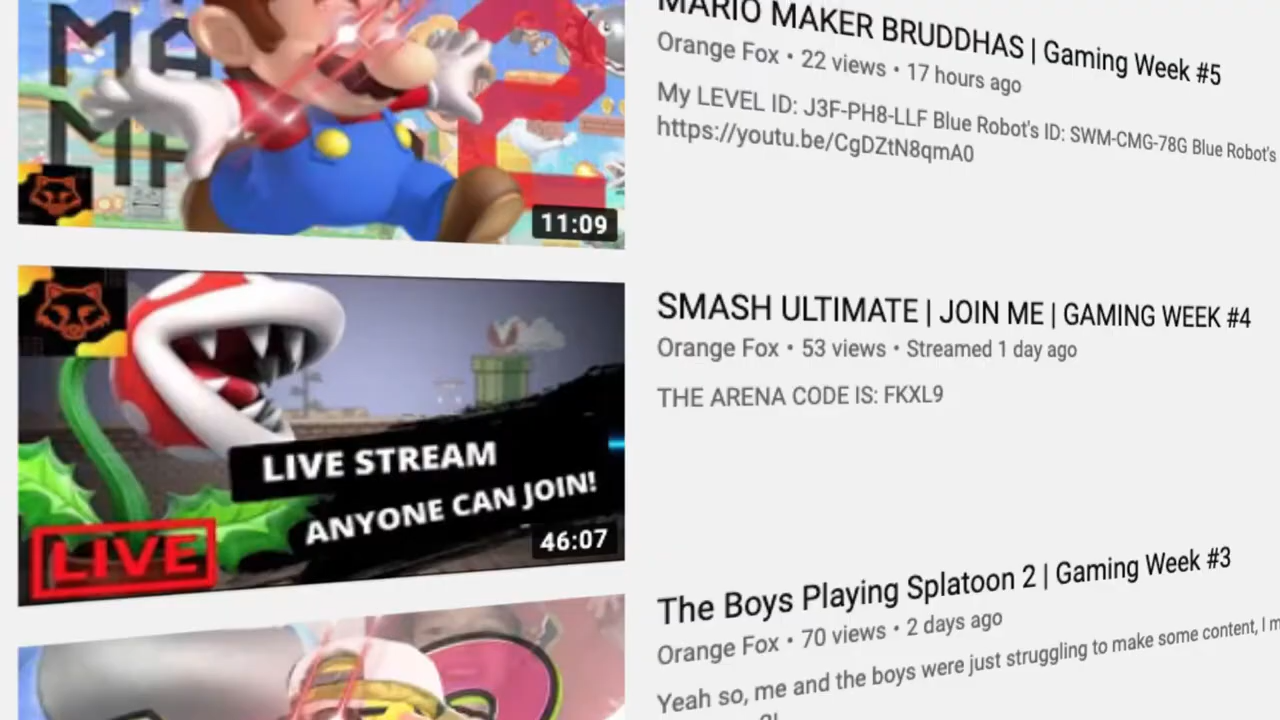 MA
MA
2
11:09
MARIO MAKER BRUDDHAS | Gaming Week #5
Orange Fox • 22 views • 17 hours ago
My LEVEL ID: J3F-PH8-LLF Blue Robot's ID: SWM-CMG-78G Blue Robot's
https://youtu.be/CgDZtN8qmA0
LIVE STREAM
ANYONE CAN JOIN!
LIVE
46:07
SMASH ULTIMATE | JOIN ME | GAMING WEEK #4
Orange Fox • 53 views • Streamed 1 day ago
THE ARENA CODE IS: FKXL9
The Boys Playing Splatoon 2 | Gaming Week #3
Orange Fox • 70 views • 2 days ago
Yeah so, me and the boys were just struggling to make some content, I m